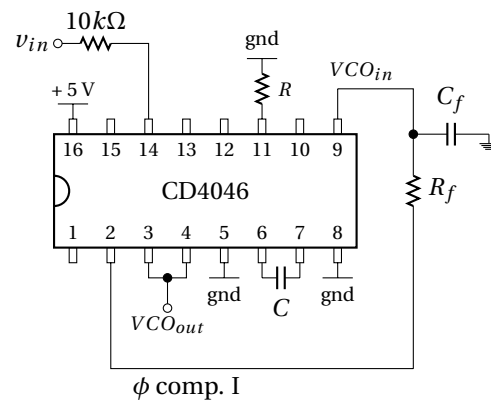 10kΩ
v_in
gnd
R
VCO_in
+5 V
C_f
16 15 14 13 12 11 10 9
CD4046
R_f
1 2 3 4 5 6 7 8
gnd
C
gnd
VCO_out
ϕ comp. I